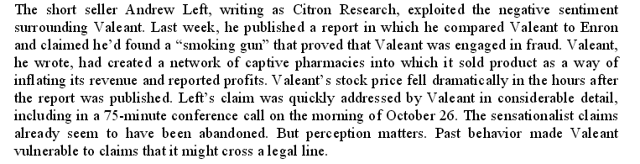 The short seller Andrew Left, writing as Citron Research, exploited the negative sentiment
surrounding Valeant. Last week, he published a report in which he compared Valeant to Enron
and claimed he’d found a “smoking gun” that proved that Valeant was engaged in fraud. Valeant,
he wrote, had created a network of captive pharmacies into which it sold product as a way of
inflating its revenue and reported profits. Valeant’s stock price fell dramatically in the hours after
the report was published. Left’s claim was quickly addressed by Valeant in considerable detail,
including in a 75-minute conference call on the morning of October 26. The sensationalist claims
already seem to have been abandoned. But perception matters. Past behavior made Valeant
vulnerable to claims that it might cross a legal line.